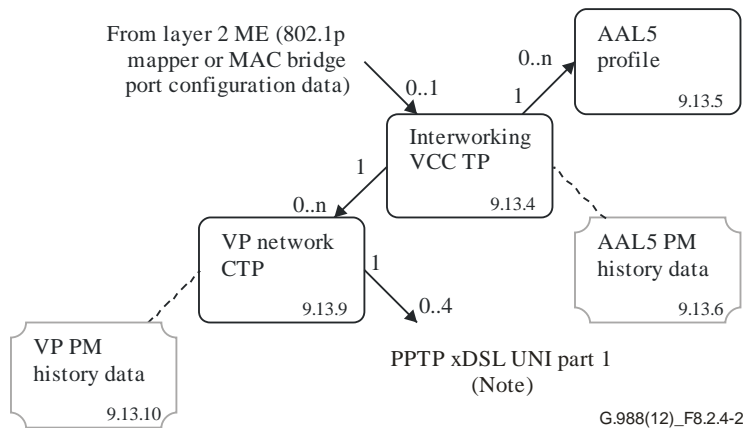 From layer 2 ME (802.1p
mapper or MAC bridge
port configuration data)
0..1
0..n
1
AAL5
profile
9.13.5
Interworking
VCC TP
9.13.4
1
0..n
VP network
CTP
9.13.9
1
0..4
AAL5 PM
history data
9.13.6
VP PM
history data
9.13.10
PPTP xDSL UNI part 1
(Note)
G.988(12)_F8.2.4-2